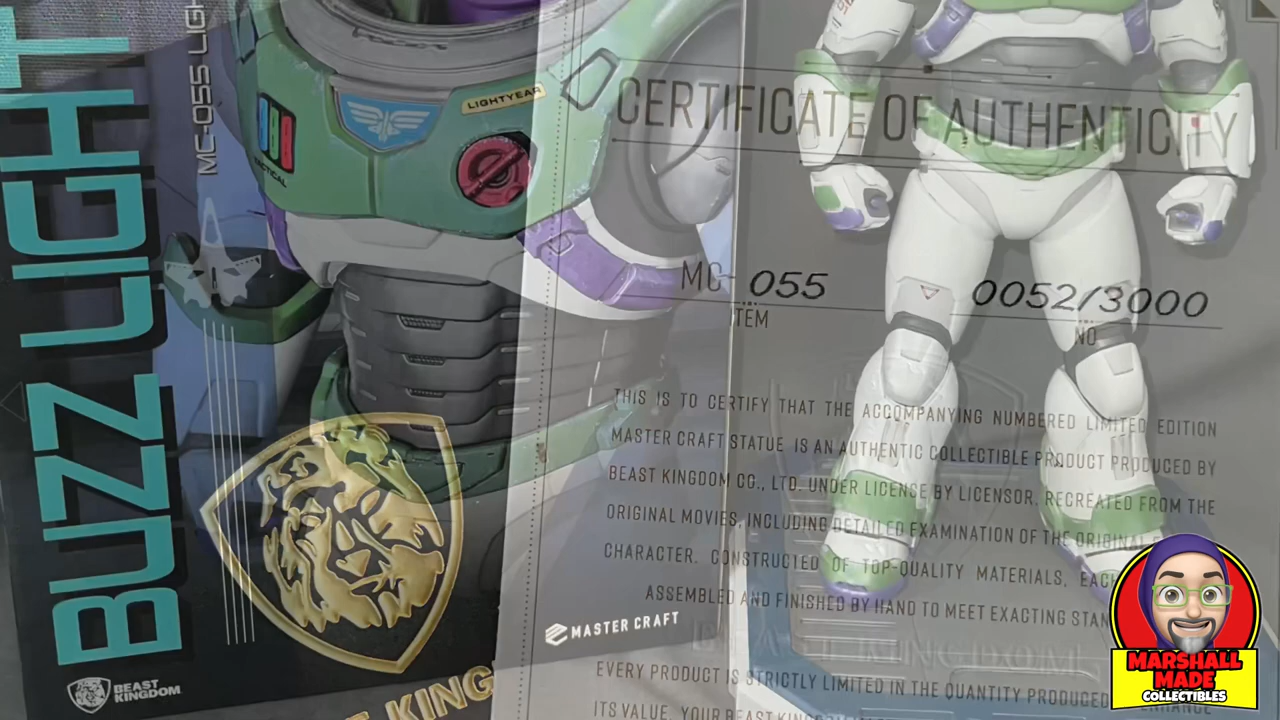 BUZZ LIGHT
MC-055 LIGH
TACTICAL
LIGHTYEAR
BEAST
KINGDOM
MASTER CRAFT
CERTIFICATE OF AUTHENTICITY
MC- 055
ITEM
0052/3000
NO
THIS IS TO CERTIFY THAT THE ACCOMPANYING NUMBERED LIMITED EDITION
MASTER CRAFT STATUE IS AN AUTHENTIC COLLECTIBLE PRODUCT PRODUCED BY
BEAST KINGDOM CO., LTD. UNDER LICENSE BY LICENSOR, RECREATED FROM THE
ORIGINAL MOVIES, INCLUDING DETAILED EXAMINATION OF THE ORIGINAL
CHARACTER. CONSTRUCTED OF TOP-QUALITY MATERIALS, EACH
ASSEMBLED AND FINISHED BY HAND TO MEET EXACTING STAN
EVERY PRODUCT IS STRICTLY LIMITED IN THE QUANTITY PRODUCED
ITS VALUE. YOUR BEAST KINGDOM
MARSHALL
MADE
COLLECTIBLES